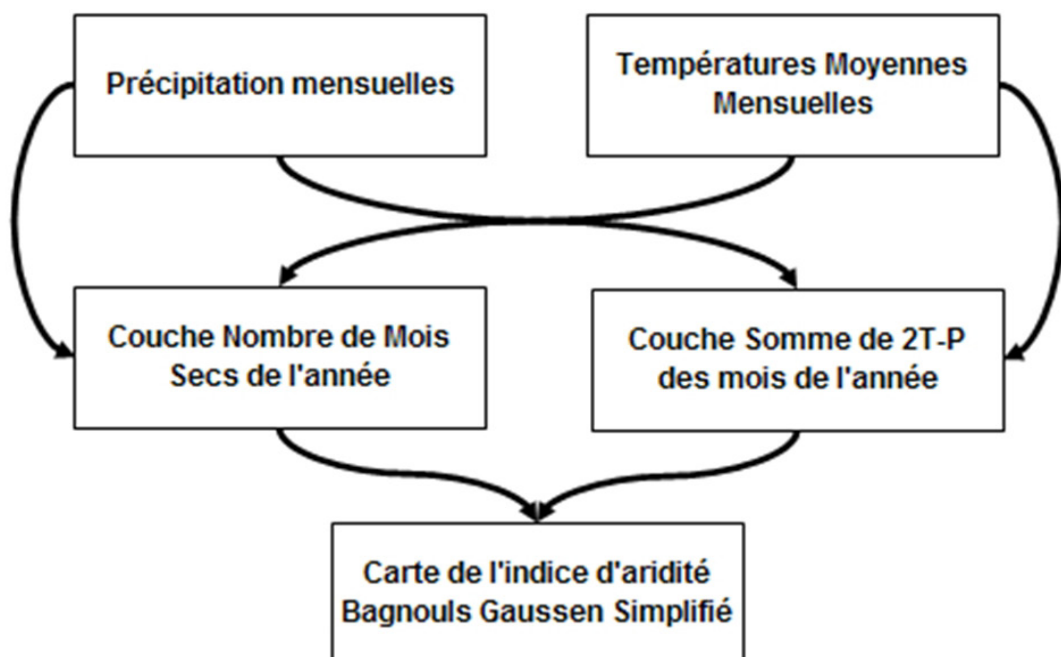 Précipitation mensuelles
Températures Moyennes
Mensuelles
Couche Nombre de Mois
Secs de l'année
Couche Somme de 2T-P
des mois de l'année
Carte de l'indice d'aridité
Bagnouls Gaussen Simplifié